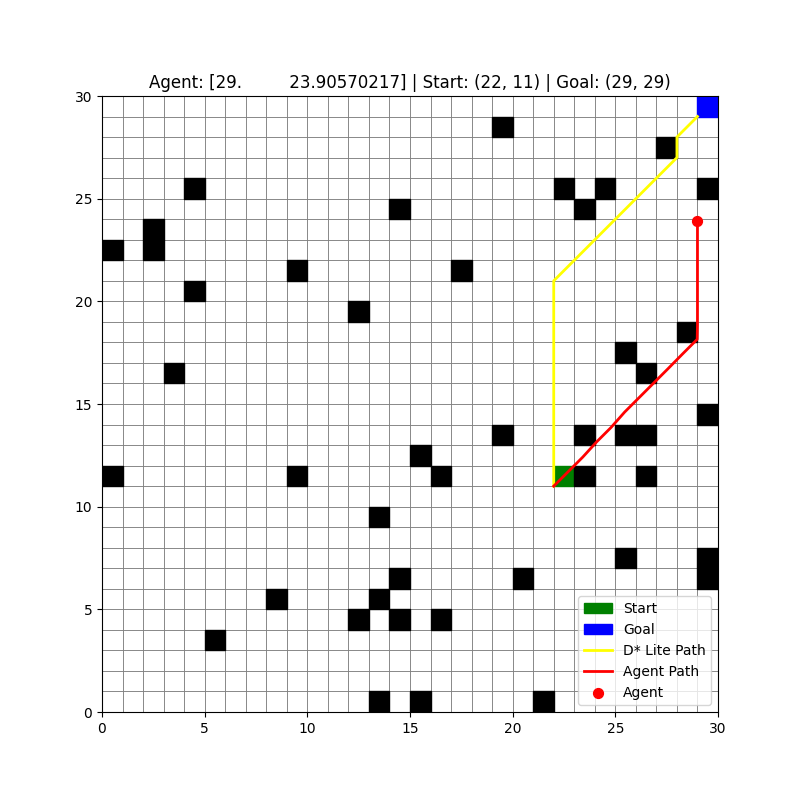 Agent: [29.         23.90570217] | Start: (22, 11) | Goal: (29, 29)
30
25
20
15
10
5
0
0 5 10 15 20 25 30
Start
Goal
D* Lite Path
Agent Path
Agent